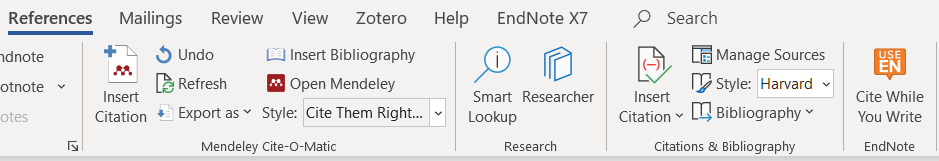 References Mailings Review View Zotero Help EndNote X7 Search
ndnote
otnote
otes
Insert
Citation
Undo
Refresh
Export as
Insert Bibliography
Open Mendeley
Style: Cite Them Right...
Mendeley Cite-O-Matic
Smart
Lookup
Researcher
Research
Insert
Citation
Manage Sources
Style: Harvard
Bibliography
Citations & Bibliography
USE
EN
Cite While
You Write
EndNote